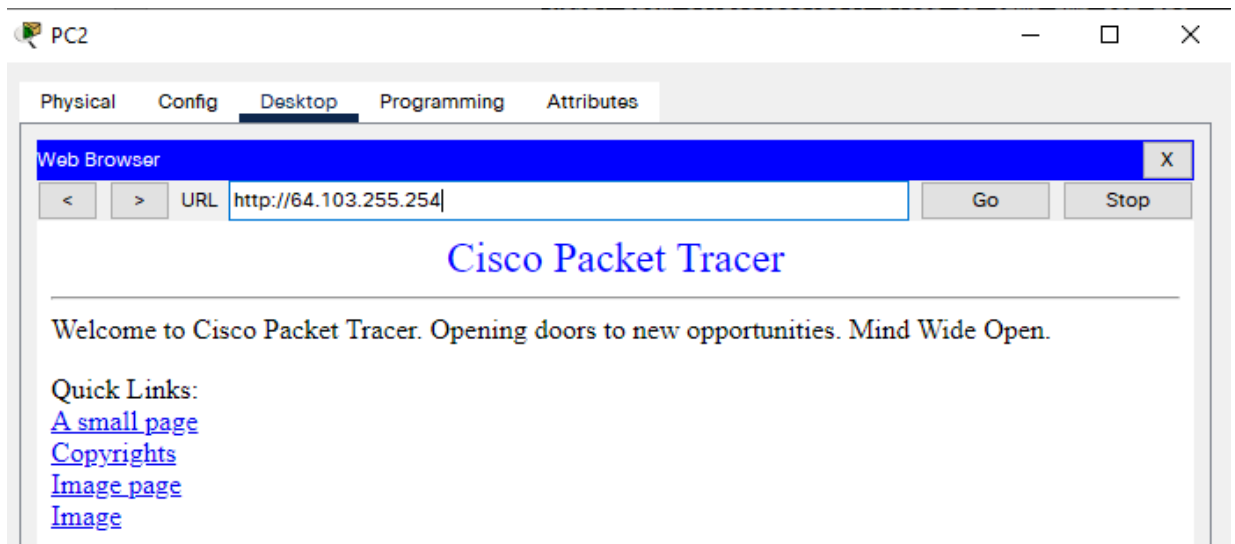 PC2
Physical Config Desktop Programming Attributes
Web Browser X
< > URL http://64.103.255.254 Go Stop
Cisco Packet Tracer
Welcome to Cisco Packet Tracer. Opening doors to new opportunities. Mind Wide Open.
Quick Links:
A small page
Copyrights
Image page
Image